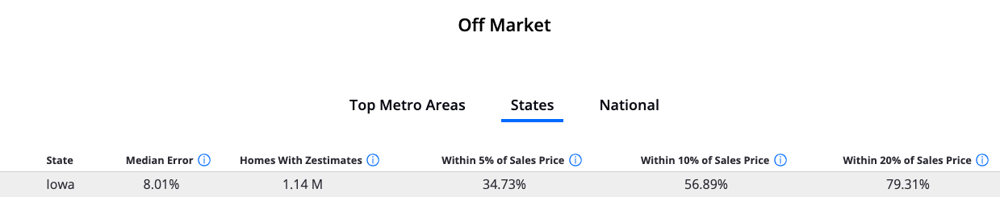 Off Market
Top Metro Areas States National
State Median Error Homes With Zestimates Within 5% of Sales Price Within 10% of Sales Price Within 20% of Sales Price
Iowa 8.01% 1.14 M 34.73% 56.89% 79.31%